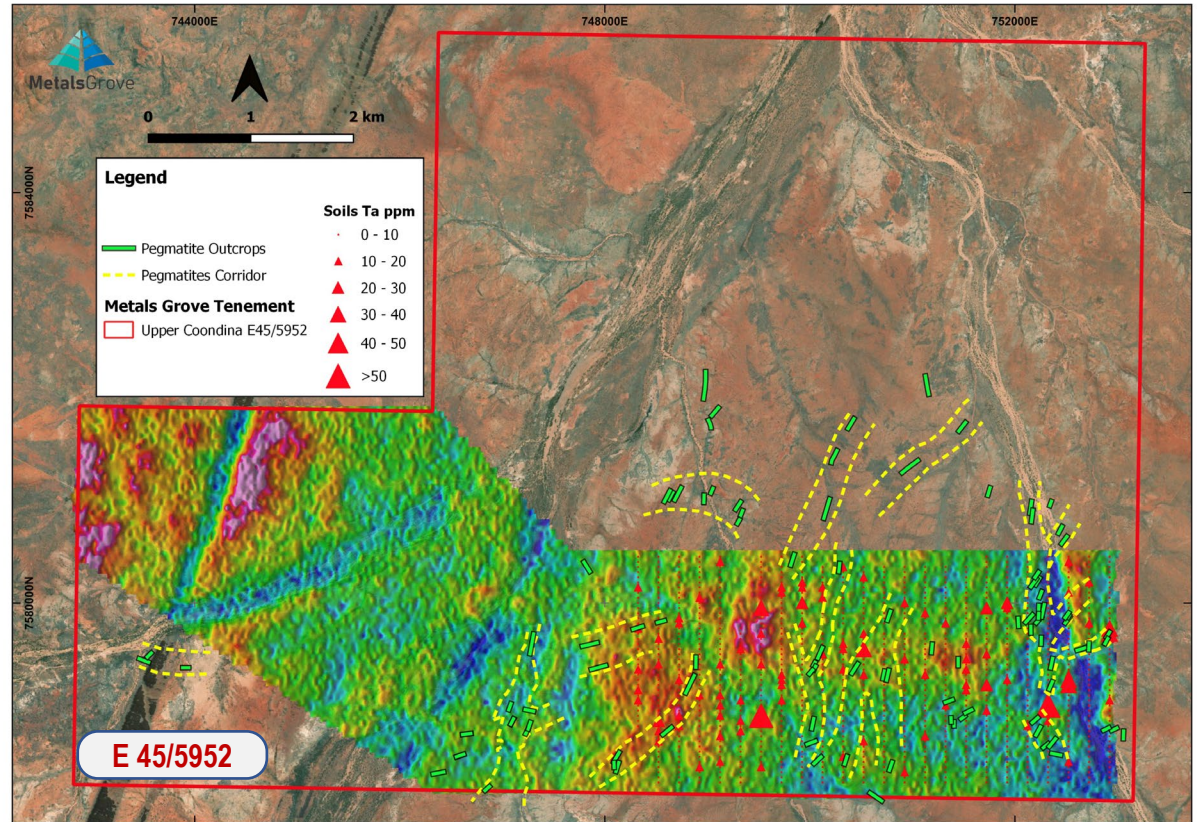 744000E
748000E
752000E
MetalsGrove
0 1 2 km
7584000N
7580000N
Legend
Soils Ta ppm
0 - 10
10 - 20
20 - 30
30 - 40
40 - 50
>50
Pegmatite Outcrops
Pegmatites Corridor
Metals Grove Tenement
Upper Coondina E45/5952
E 45/5952